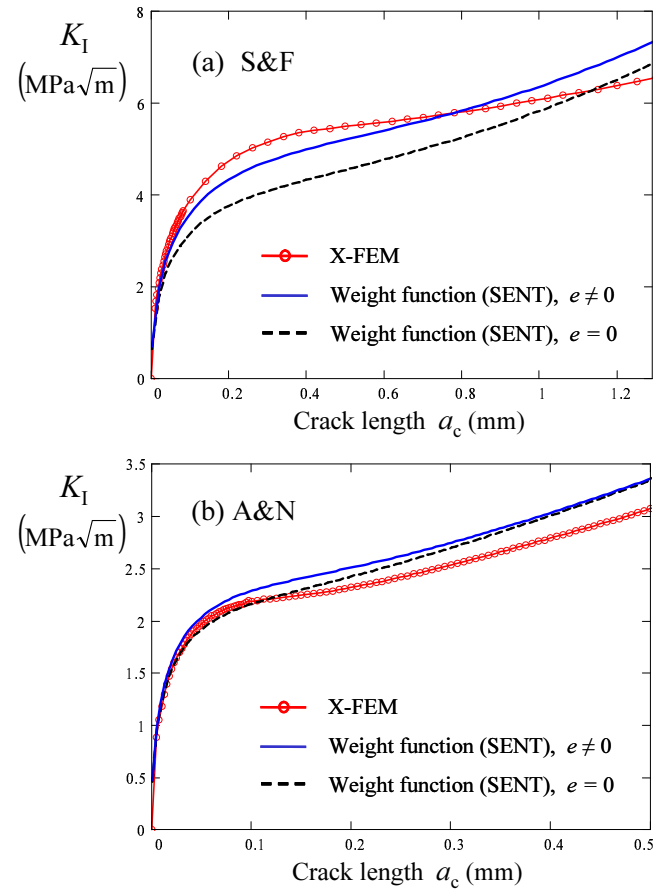 8
K_I
(MPa√m)
(a) S&F
6
4
2
0
X-FEM
Weight function (SENT), e ≠ 0
Weight function (SENT), e = 0
0 0.2 0.4 0.6 0.8 1 1.2
Crack length a_c (mm)
3.5
K_I
(MPa√m)
(b) A&N
3
2.5
2
1.5
1
0.5
0
X-FEM
Weight function (SENT), e ≠ 0
Weight function (SENT), e = 0
0 0.1 0.2 0.3 0.4 0.5
Crack length a_c (mm)